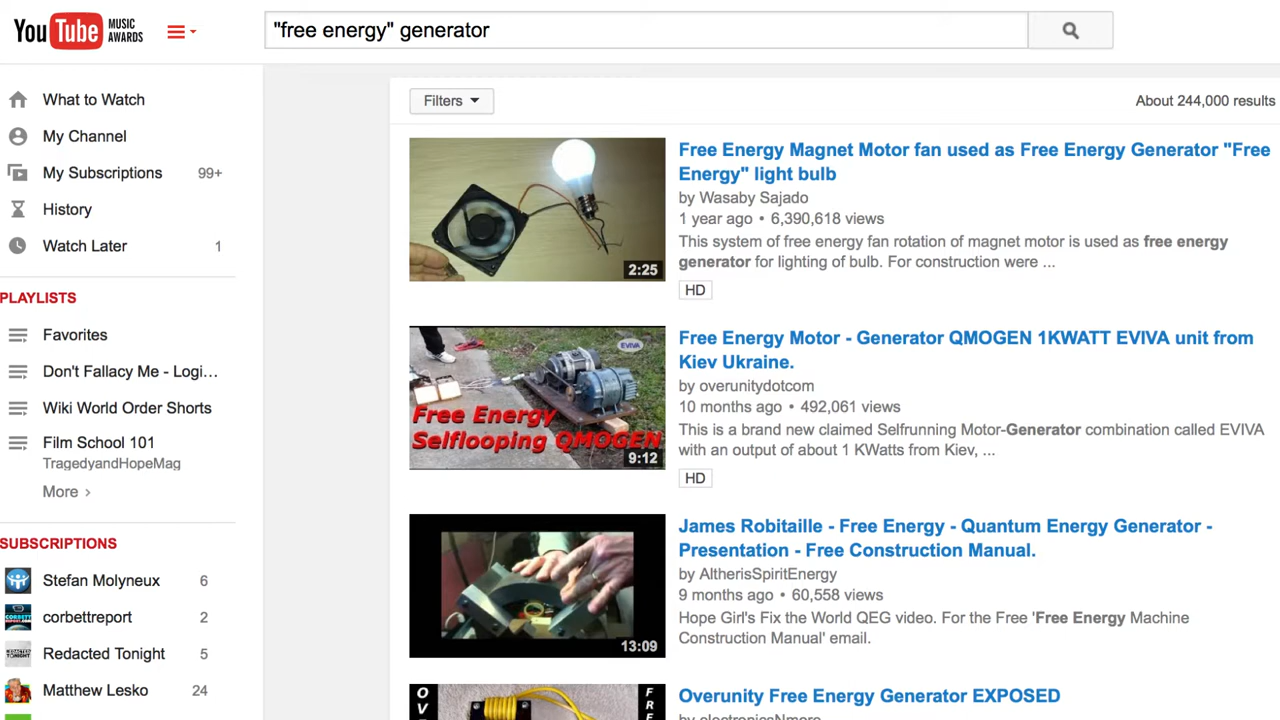 You Tube MUSIC AWARDS
"free energy" generator
What to Watch
My Channel
My Subscriptions 99+
History
Watch Later 1
PLAYLISTS
Favorites
Don't Fallacy Me - Logi...
Wiki World Order Shorts
Film School 101
TragedyandHopeMag
More >
SUBSCRIPTIONS
Stefan Molyneux 6
corbettreport 2
Redacted Tonight 5
Matthew Lesko 24
Filters
About 244,000 results
2:25
Free Energy Magnet Motor fan used as Free Energy Generator "Free
Energy" light bulb
by Wasaby Sajado
1 year ago • 6,390,618 views
This system of free energy fan rotation of magnet motor is used as free energy
generator for lighting of bulb. For construction were ...
HD
EVIVA
Free Energy
Selflooping QMOGEN
9:12
Free Energy Motor - Generator QMOGEN 1KWATT EVIVA unit from
Kiev Ukraine.
by overunitydotcom
10 months ago • 492,061 views
This is a brand new claimed Selfrunning Motor-Generator combination called EVIVA
with an output of about 1 KWatts from Kiev, ...
HD
13:09
James Robitaille - Free Energy - Quantum Energy Generator -
Presentation - Free Construction Manual.
by AltherisSpiritEnergy
9 months ago • 60,558 views
Hope Girl's Fix the World QEG video. For the Free 'Free Energy Machine
Construction Manual' email.
O
V
F
R
Overunity Free Energy Generator EXPOSED
by electronicsNmore